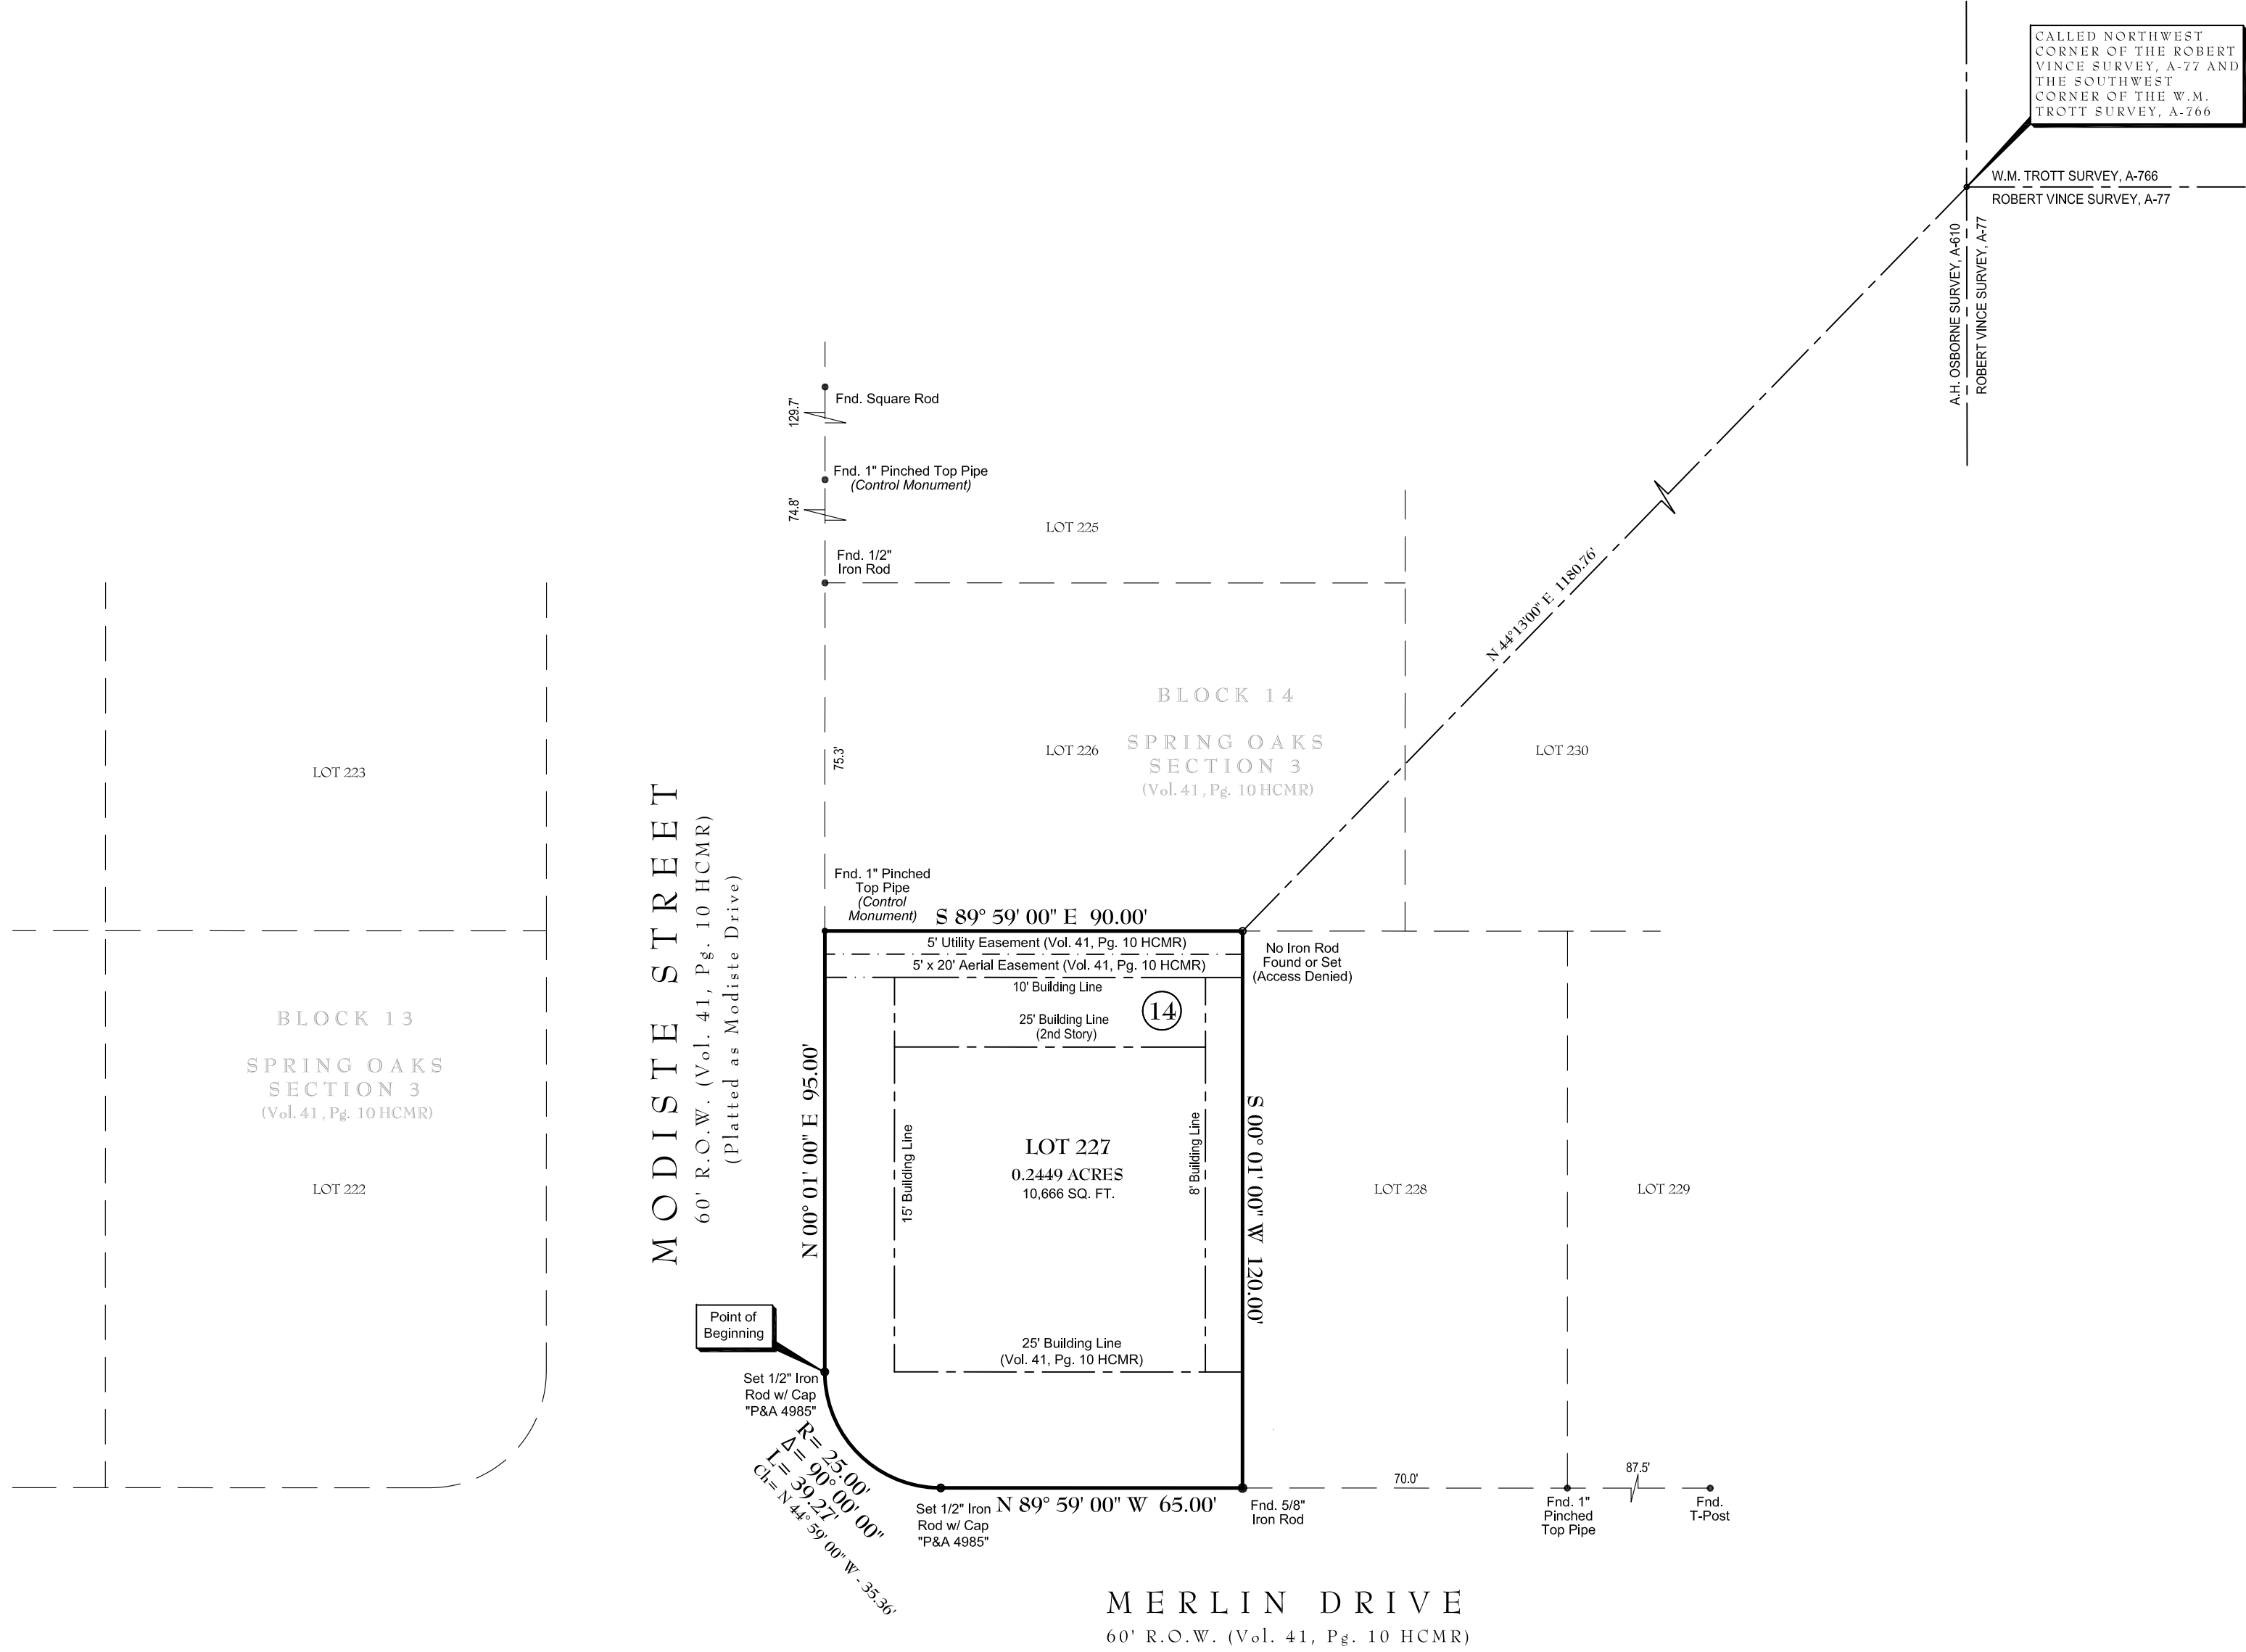 CALLED NORTHWEST
CORNER OF THE ROBERT
VINCE SURVEY, A-77 AND
THE SOUTHWEST
CORNER OF THE W.M.
TROTT SURVEY, A-766
W.M. TROTT SURVEY, A-766
ROBERT VINCE SURVEY, A-77
A.H. OSBORNE SURVEY, A-610
ROBERT VINCE SURVEY, A-77
129.7'
Fnd. Square Rod
Fnd. 1" Pinched Top Pipe
(Control Monument)
74.8'
LOT 225
Fnd. 1/2"
Iron Rod
N 44°13'00" E 1180.76'
BLOCK 14
SPRING OAKS
SECTION 3
(Vol. 41, Pg. 10 HCMR)
LOT 226
LOT 230
75.3'
LOT 223
MODISTE STREET
60' R.O.W. (Vol. 41, Pg. 10 HCMR)
(Platted as Modiste Drive)
Fnd. 1" Pinched
Top Pipe
(Control
Monument)
S 89° 59' 00" E 90.00'
5' Utility Easement (Vol. 41, Pg. 10 HCMR)
5' x 20' Aerial Easement (Vol. 41, Pg. 10 HCMR)
No Iron Rod
Found or Set
(Access Denied)
10' Building Line
14
25' Building Line
(2nd Story)
BLOCK 13
SPRING OAKS
SECTION 3
(Vol. 41, Pg. 10 HCMR)
LOT 222
N 00° 01' 00" E 95.00'
15' Building Line
LOT 227
0.2449 ACRES
10,666 SQ. FT.
8' Building Line
S 00° 01' 00" W 120.00'
LOT 228
LOT 229
Point of
Beginning
25' Building Line
(Vol. 41, Pg. 10 HCMR)
Set 1/2" Iron
Rod w/ Cap
"P&A 4985"
R= 25.00'
Δ= 90° 00' 00"
L= 39.27'
Ch= N 44° 59' 00" W - 35.36'
Set 1/2" Iron
Rod w/ Cap
"P&A 4985"
N 89° 59' 00" W 65.00'
Fnd. 5/8"
Iron Rod
70.0'
87.5'
Fnd. 1"
Pinched
Top Pipe
Fnd.
T-Post
MERLIN DRIVE
60' R.O.W. (Vol. 41, Pg. 10 HCMR)